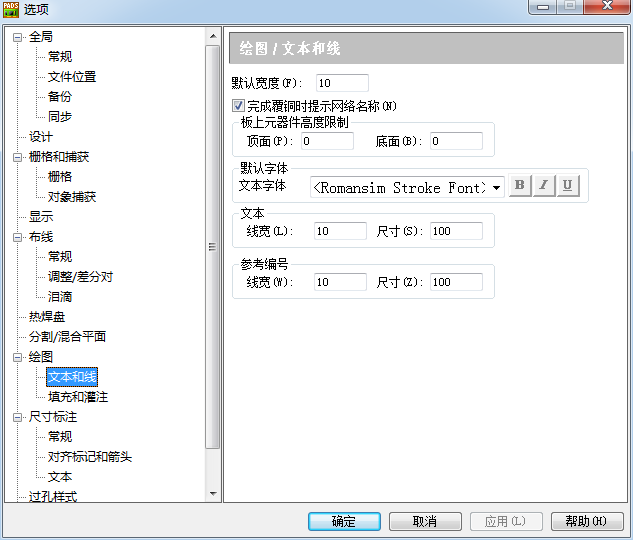 PADS 选项
全局
常规
文件位置
备份
同步
设计
栅格和捕获
栅格
对象捕获
显示
布线
常规
调整/差分对
泪滴
热焊盘
分割/混合平面
绘图
文本和线
填充和灌注
尺寸标注
常规
对齐标记和箭头
文本
过孔样式
绘图 / 文本和线
默认宽度(F): 10
完成覆铜时提示网络名称(N)
板上元器件高度限制
顶面(P): 0 底面(B): 0
默认字体
文本字体 <Romansim Stroke Font> B I U
文本
线宽(L): 10 尺寸(S): 100
参考编号
线宽(W): 10 尺寸(Z): 100
确定 取消 应用(L) 帮助(H)